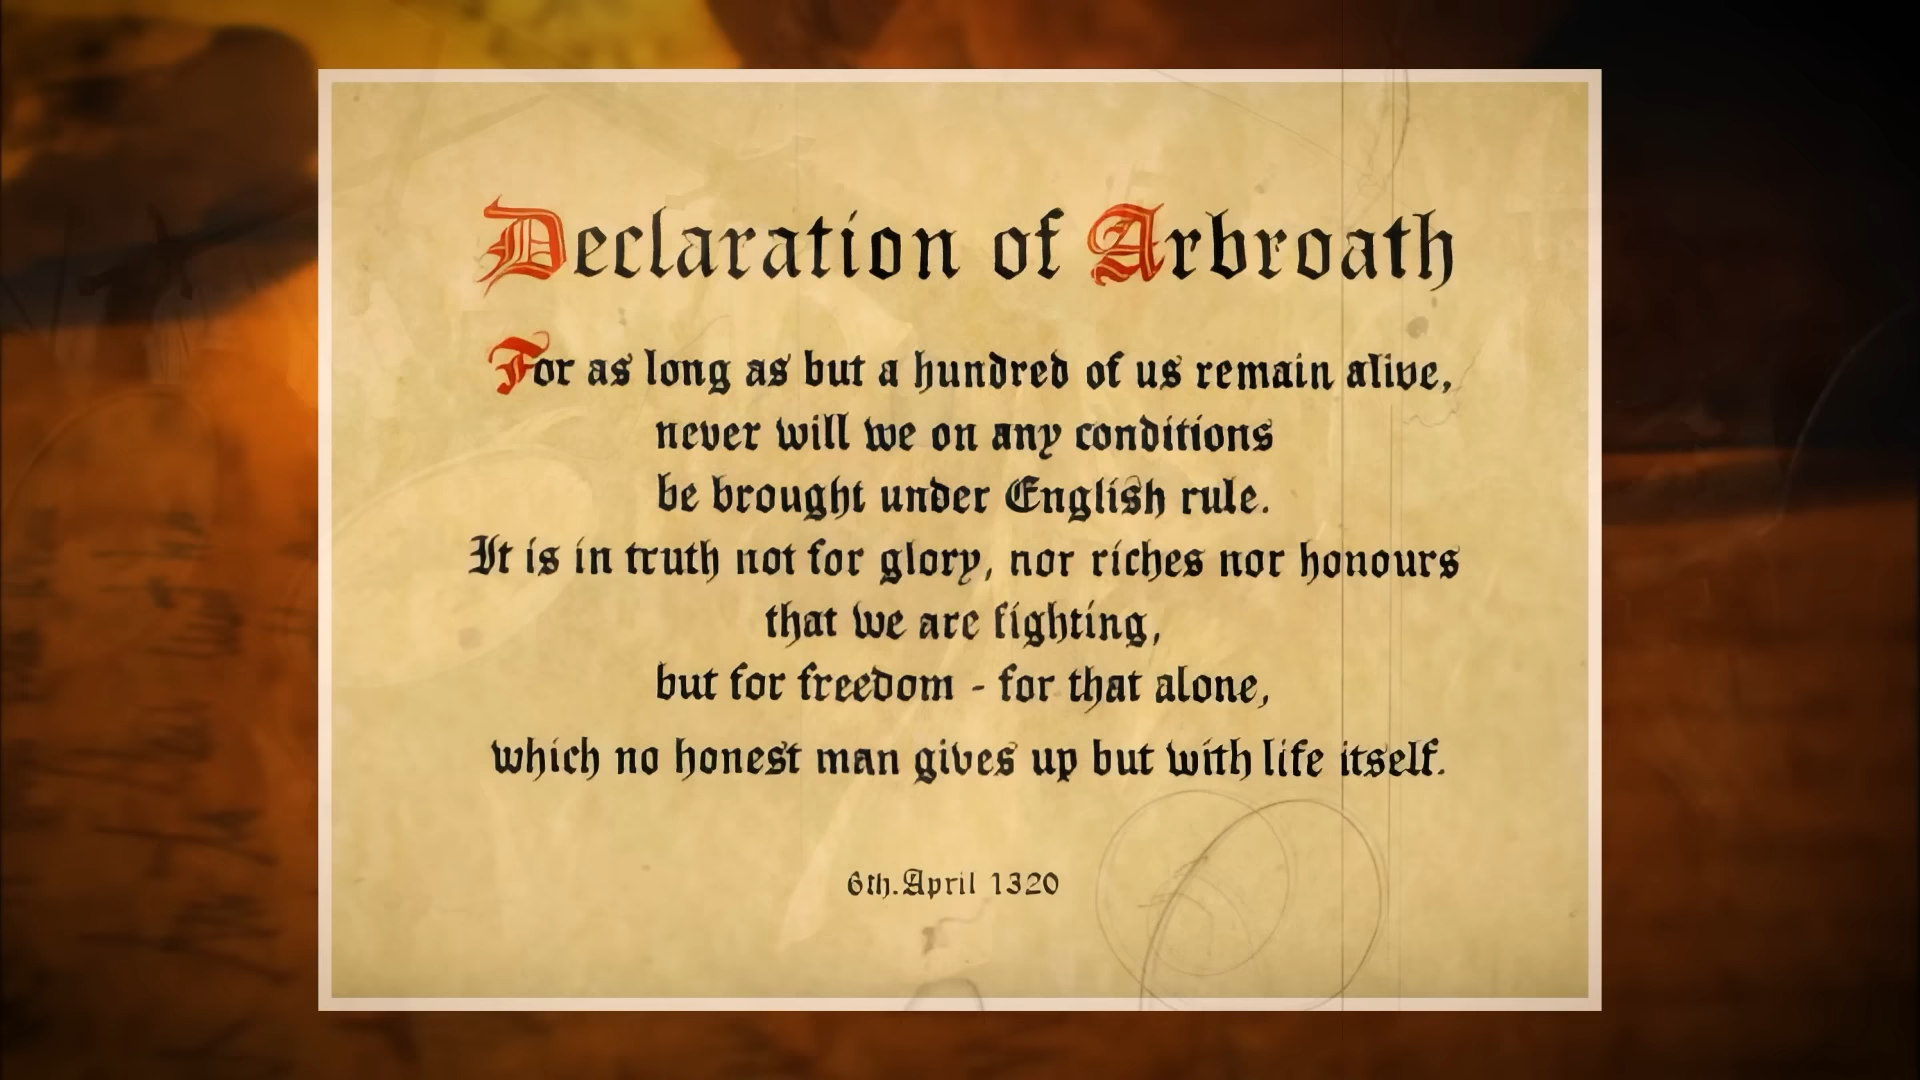 Declaration of Arbroath
For as long as but a hundred of us remain alive,
never will we on any conditions
be brought under English rule.
It is in truth not for glory, nor riches nor honours
that we are fighting,
but for freedom - for that alone,
which no honest man gives up but with life itself.
6th.April 1320